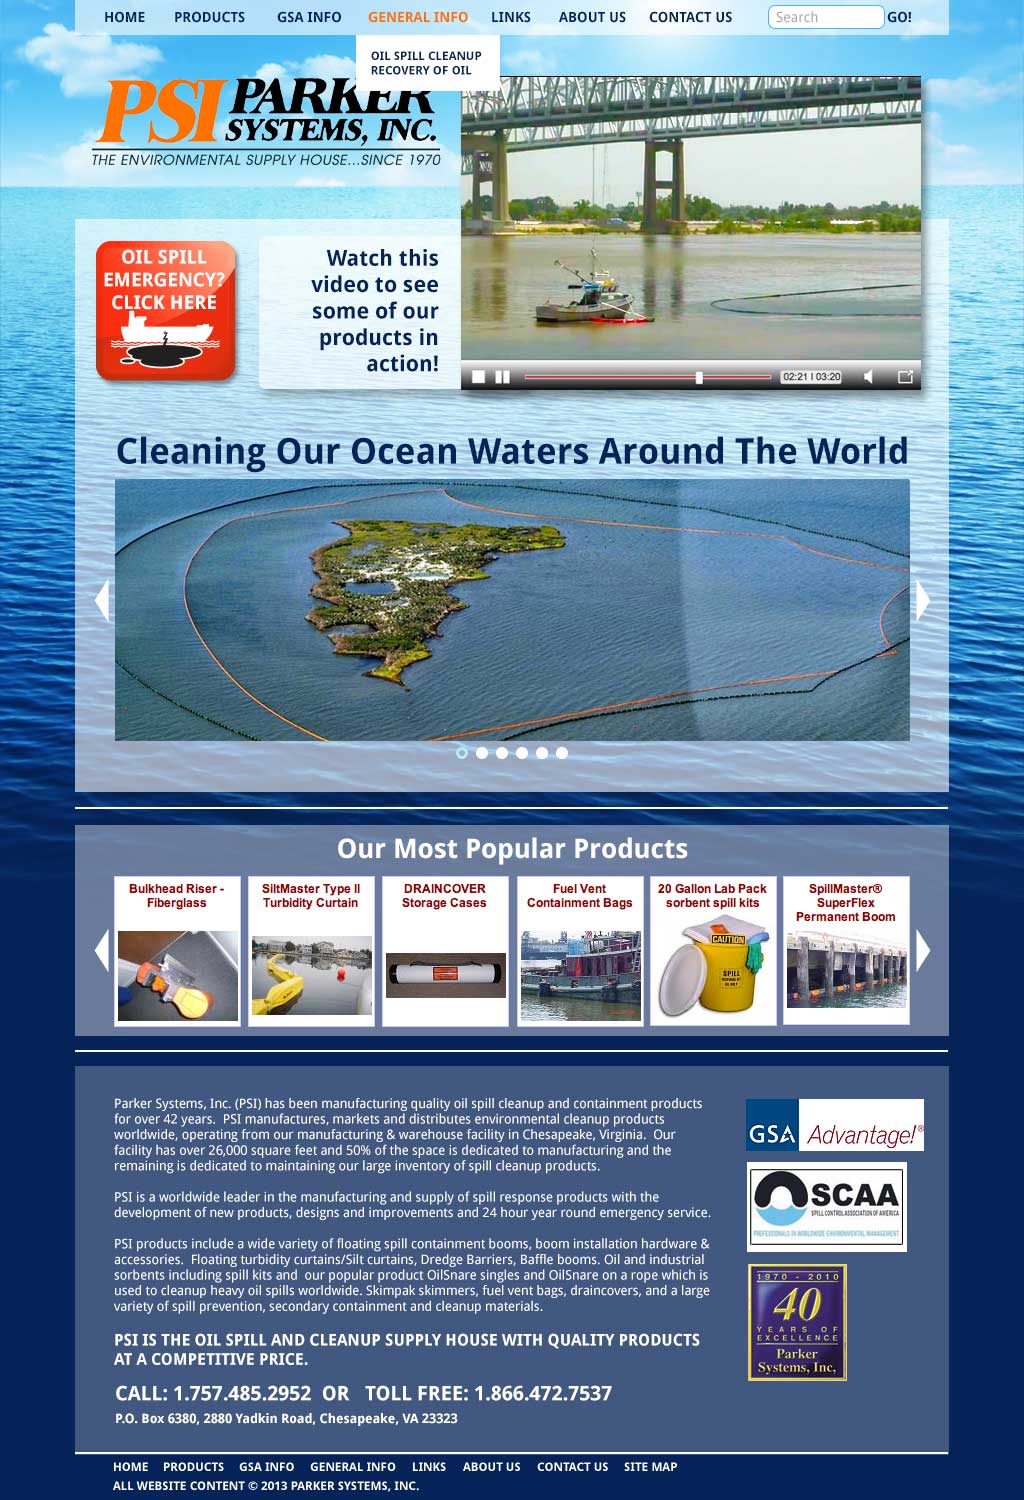 HOME PRODUCTS GSA INFO GENERAL INFO LINKS ABOUT US CONTACT US Search GO!
OIL SPILL CLEANUP
RECOVERY OF OIL
PSI PARKER
SYSTEMS, INC.
THE ENVIRONMENTAL SUPPLY HOUSE...SINCE 1970
OIL SPILL
EMERGENCY?
CLICK HERE
Watch this
video to see
some of our
products in
action!
02:21 | 03:20
Cleaning Our Ocean Waters Around The World
Our Most Popular Products
Bulkhead Riser -
Fiberglass
SiltMaster Type II
Turbidity Curtain
DRAINCOVER
Storage Cases
Fuel Vent
Containment Bags
20 Gallon Lab Pack
sorbent spill kits
CAUTION
SPILL
SpillMaster®
SuperFlex
Permanent Boom
Parker Systems, Inc. (PSI) has been manufacturing quality oil spill cleanup and containment products
for over 42 years.  PSI manufactures, markets and distributes environmental cleanup products
worldwide, operating from our manufacturing & warehouse facility in Chesapeake, Virginia.  Our
facility has over 26,000 square feet and 50% of the space is dedicated to manufacturing and the
remaining is dedicated to maintaining our large inventory of spill cleanup products.
PSI is a worldwide leader in the manufacturing and supply of spill response products with the
development of new products, designs and improvements and 24 hour year round emergency service.
PSI products include a wide variety of floating spill containment booms, boom installation hardware &
accessories.  Floating turbidity curtains/Silt curtains, Dredge Barriers, Baffle booms. Oil and industrial
sorbents including spill kits and  our popular product OilSnare singles and OilSnare on a rope which is
used to cleanup heavy oil spills worldwide. Skimpak skimmers, fuel vent bags, draincovers, and a large
variety of spill prevention, secondary containment and cleanup materials.
PSI IS THE OIL SPILL AND CLEANUP SUPPLY HOUSE WITH QUALITY PRODUCTS
AT A COMPETITIVE PRICE.
CALL: 1.757.485.2952  OR   TOLL FREE: 1.866.472.7537
P.O. Box 6380, 2880 Yadkin Road, Chesapeake, VA 23323
GSA Advantage!®
SCAA
SPILL CONTROL ASSOCIATION OF AMERICA
PROFESSIONALS IN WORLDWIDE ENVIRONMENTAL MANAGEMENT
1970 - 2010
40
YEARS OF
EXCELLENCE
Parker
Systems, Inc,
HOME PRODUCTS GSA INFO GENERAL INFO LINKS ABOUT US CONTACT US SITE MAP
ALL WEBSITE CONTENT © 2013 PARKER SYSTEMS, INC.